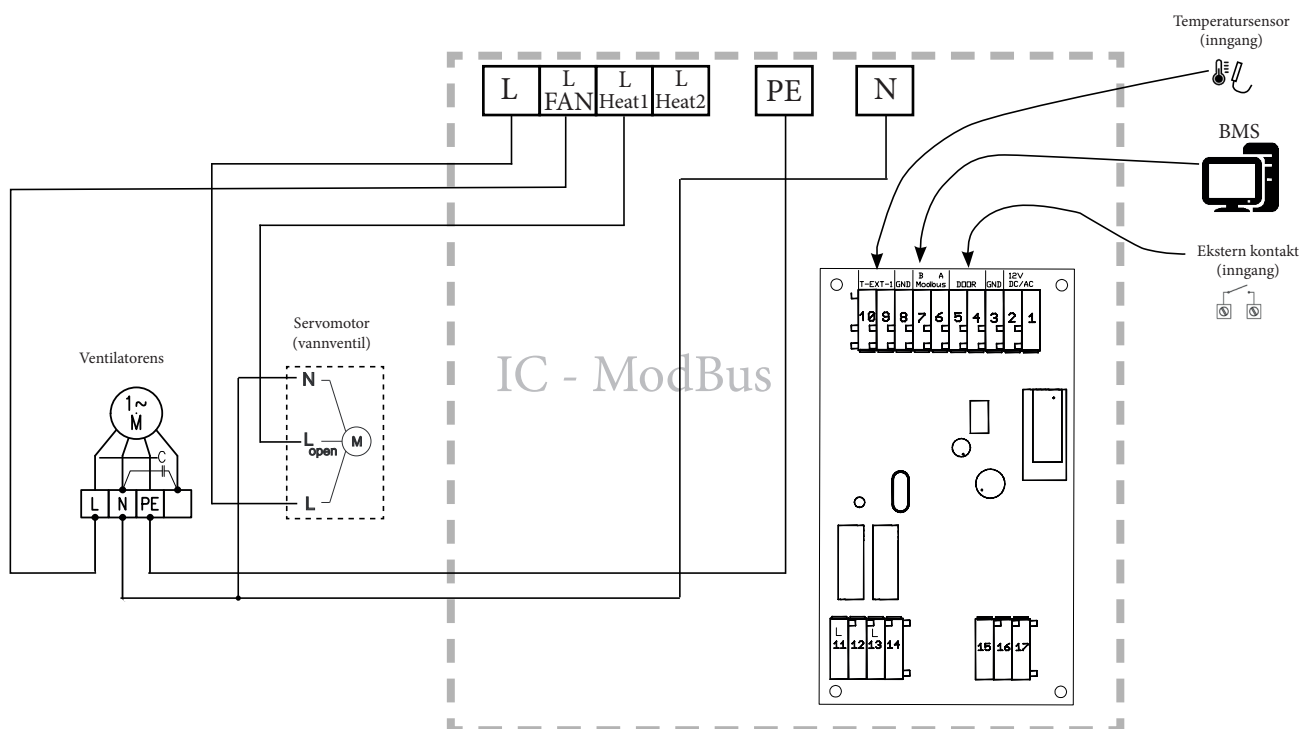 Temperatursensor
(inngang)
L
L
FAN
L
Heat1
L
Heat2
PE
N
BMS
Ekstern kontakt
(inngang)
B A
12V
T-EXT-1 GND Modbus DOOR GND DC/AC
10 9 8 7 6 5 4 3 2 1
Servomotor
(vannventil)
Ventilatorens
IC - ModBus
N
L
open
M
L
1~
M
C
L N PE
L L
11 12 13 14
15 16 17